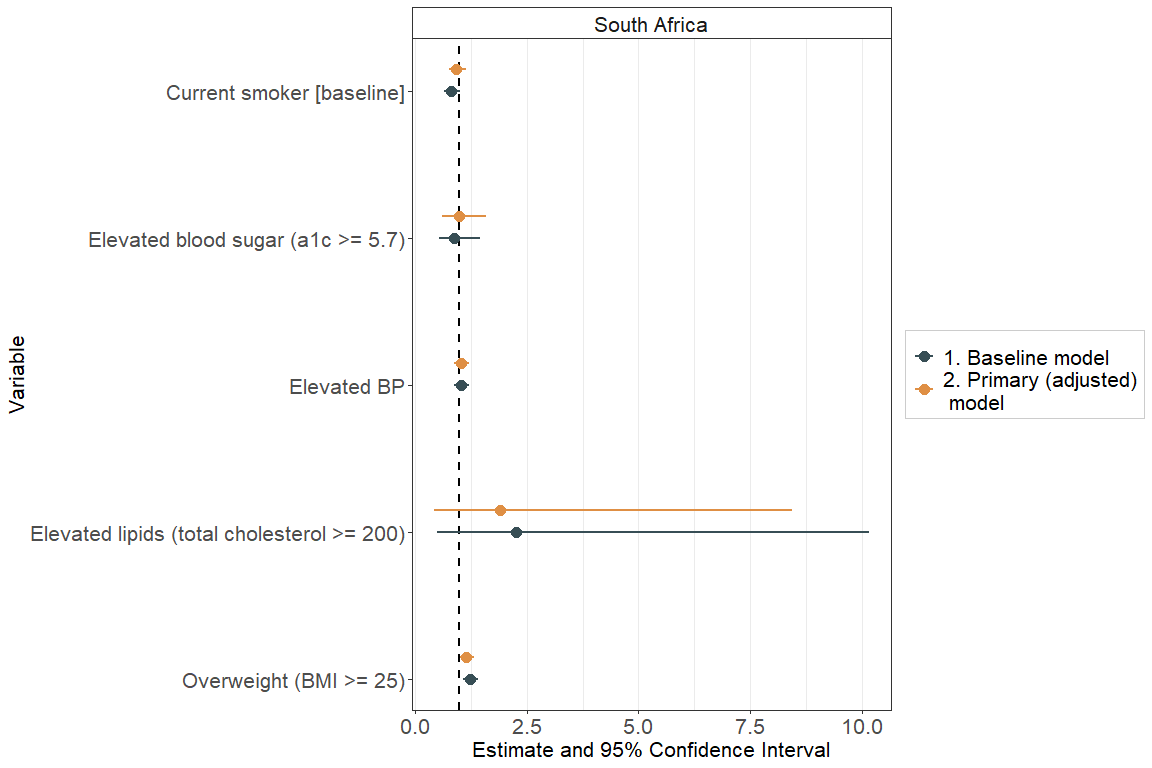 South Africa
Current smoker [baseline]
Elevated blood sugar (a1c >= 5.7)
Elevated BP
Elevated lipids (total cholesterol >= 200)
Overweight (BMI >= 25)
Variable
0.0 2.5 5.0 7.5 10.0
Estimate and 95% Confidence Interval
1. Baseline model
2. Primary (adjusted)
model